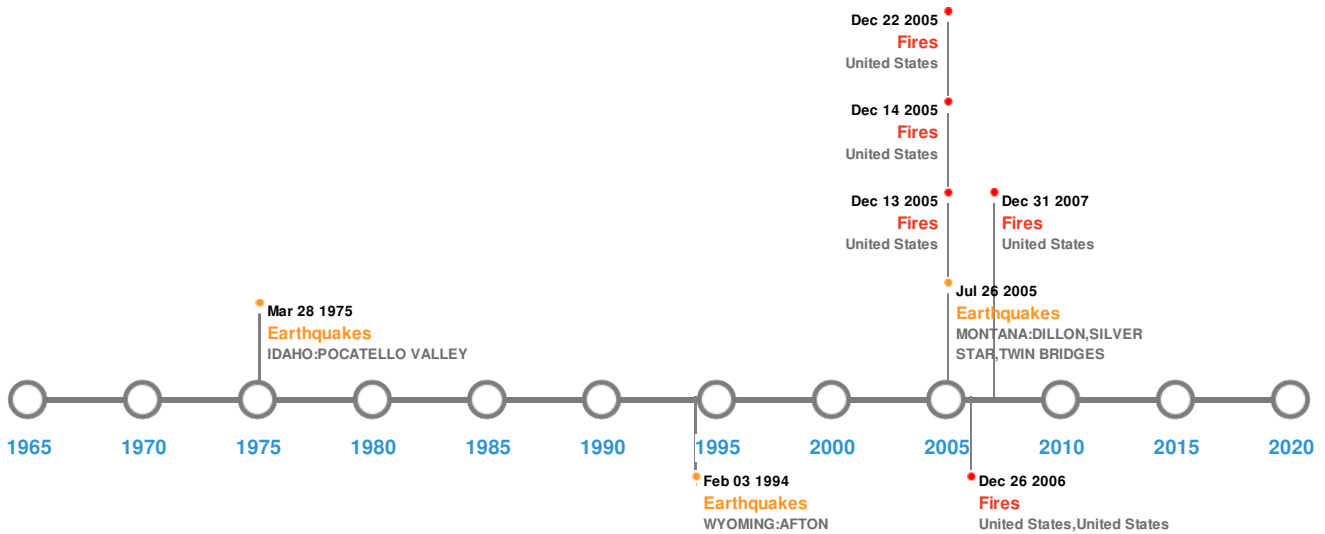 Dec 22 2005
Fires
United States
Dec 14 2005
Fires
United States
Dec 13 2005
Fires
United States
Dec 31 2007
Fires
United States
Jul 26 2005
Earthquakes
MONTANA:DILLON,SILVER
STAR,TWIN BRIDGES
Mar 28 1975
Earthquakes
IDAHO:POCATELLO VALLEY
1965 1970 1975 1980 1985 1990 1995 2000 2005 2010 2015 2020
Feb 03 1994
Earthquakes
WYOMING:AFTON
Dec 26 2006
Fires
United States,United States